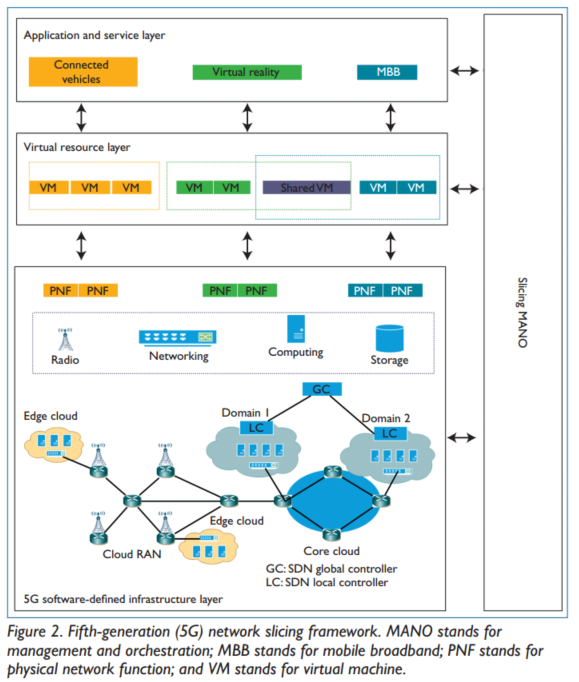 Application and service layer
Connected
vehicles
Virtual reality
MBB
Virtual resource layer
VM VM VM
VM VM
Shared VM
VM VM
PNF PNF
PNF PNF
PNF PNF
Radio
Networking
Computing
Storage
Slicing MANO
GC
Domain 1
LC
Domain 2
LC
Edge cloud
Edge cloud
Cloud RAN
Core cloud
GC: SDN global controller
LC: SDN local controller
5G software-defined infrastructure layer
Figure 2. Fifth-generation (5G) network slicing framework. MANO stands for
management and orchestration; MBB stands for mobile broadband; PNF stands for
physical network function; and VM stands for virtual machine.